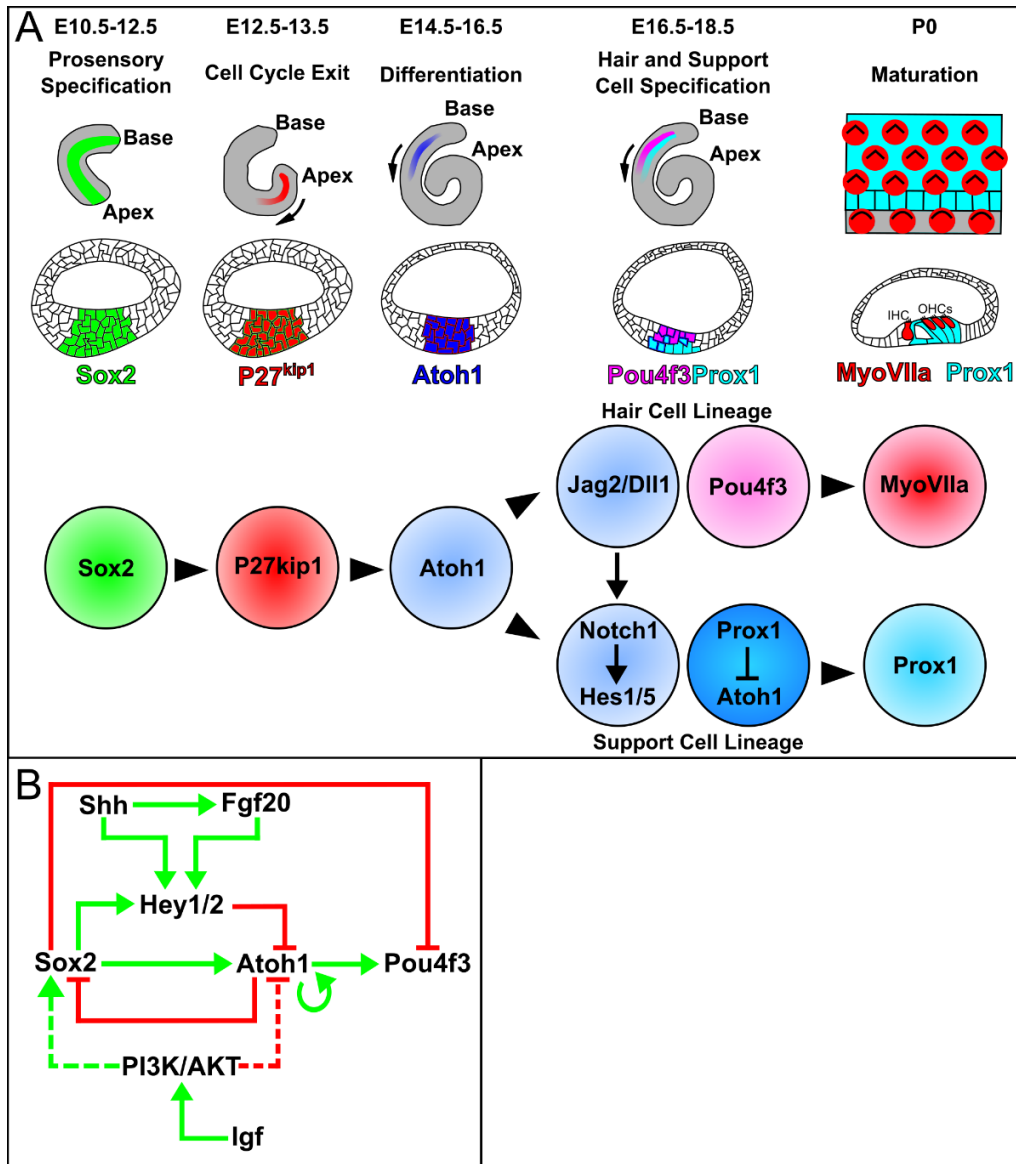 A
E10.5-12.5
E12.5-13.5
E14.5-16.5
E16.5-18.5
P0
Prosensory
Specification
Cell Cycle Exit
Differentiation
Hair and Support
Cell Specification
Maturation
Base
Apex
Base
Apex
Base
Apex
Base
Apex
IHC
OHCs
Sox2
P27kip1
Atoh1
Pou4f3Prox1
MyoVIIa Prox1
Hair Cell Lineage
Jag2/Dll1
Pou4f3
MyoVIIa
Sox2
P27kip1
Atoh1
Notch1
Hes1/5
Prox1
Atoh1
Prox1
Support Cell Lineage
B
Shh
Fgf20
Hey1/2
Sox2
Atoh1
Pou4f3
PI3K/AKT
Igf